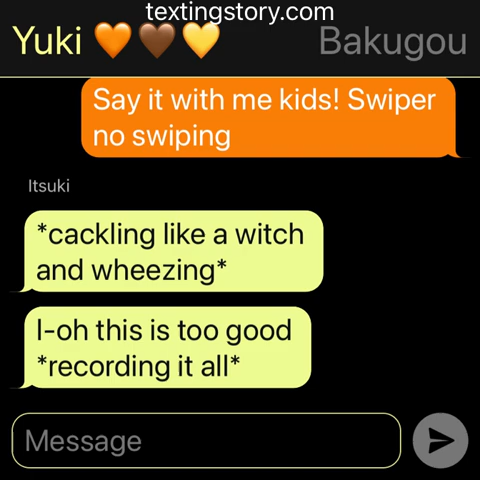 textingstory.com
Yuki 🧡🤎💛 Bakugou
Say it with me kids! Swiper
no swiping
Itsuki
*cackling like a witch
and wheezing*
I-oh this is too good
*recording it all*
Message